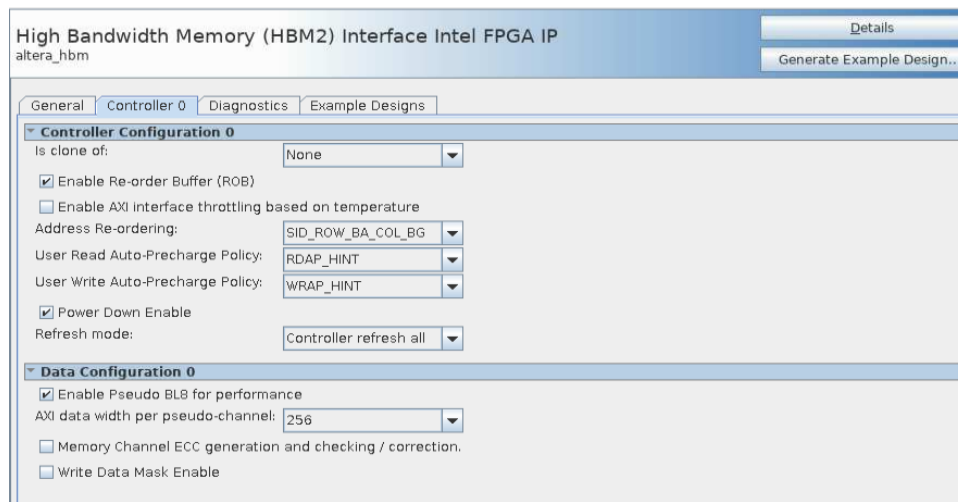 High Bandwidth Memory (HBM2) Interface Intel FPGA IP
altera_hbm
Details
Generate Example Design..
General Controller 0 Diagnostics Example Designs
Controller Configuration 0
Is clone of: None
Enable Re-order Buffer (ROB)
Enable AXI interface throttling based on temperature
Address Re-ordering: SID_ROW_BA_COL_BG
User Read Auto-Precharge Policy: RDAP_HINT
User Write Auto-Precharge Policy: WRAP_HINT
Power Down Enable
Refresh mode: Controller refresh all
Data Configuration 0
Enable Pseudo BL8 for performance
AXI data width per pseudo-channel: 256
Memory Channel ECC generation and checking / correction.
Write Data Mask Enable